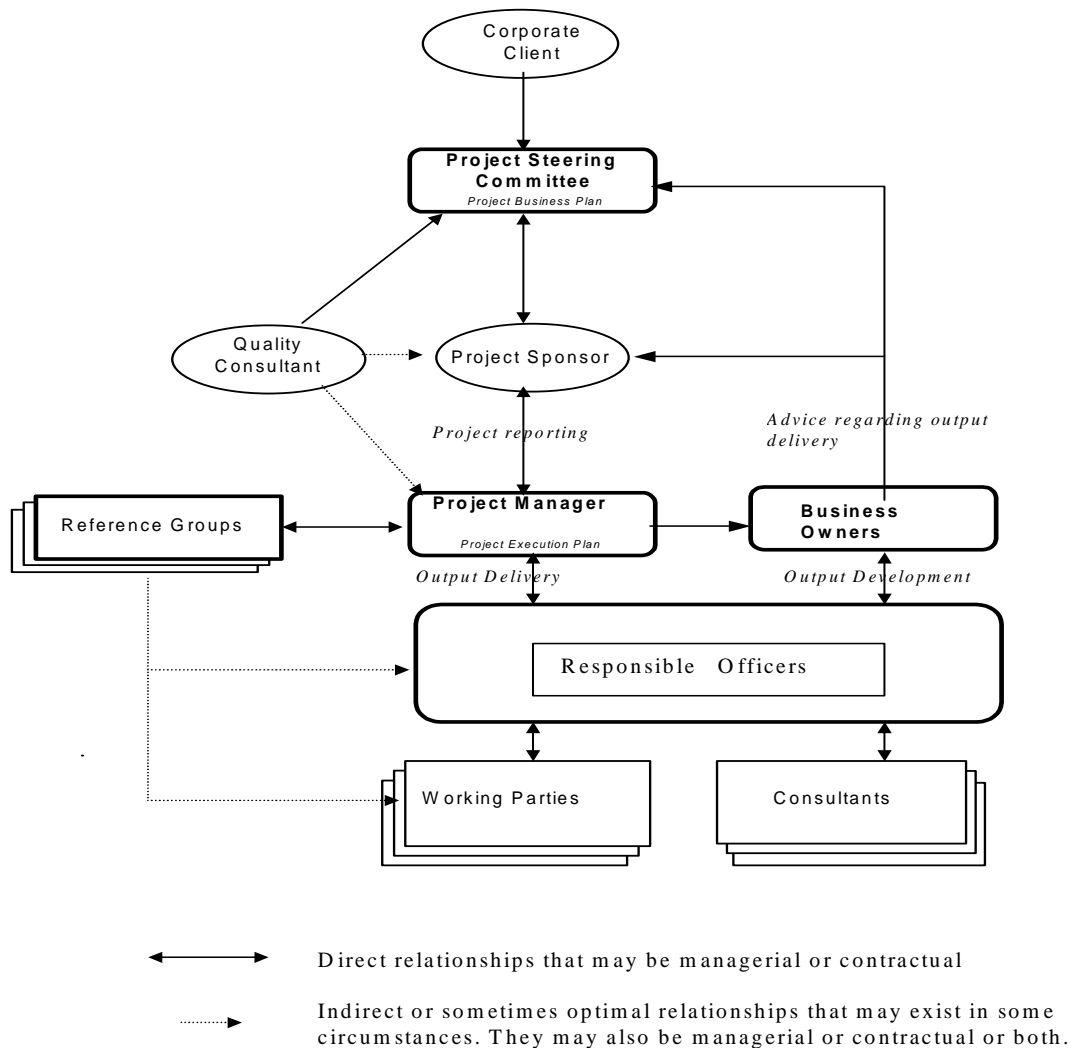 Corporate
Client
Project Steering
Committee
Project Business Plan
Quality
Consultant
Project Sponsor
Project reporting
Advice regarding output
delivery
Reference Groups
Project Manager
Project Execution Plan
Business
Owners
Output Delivery
Output Development
Responsible Officers
Working Parties
Consultants
Direct relationships that may be managerial or contractual
Indirect or sometimes optimal relationships that may exist in some
circumstances. They may also be managerial or contractual or both.